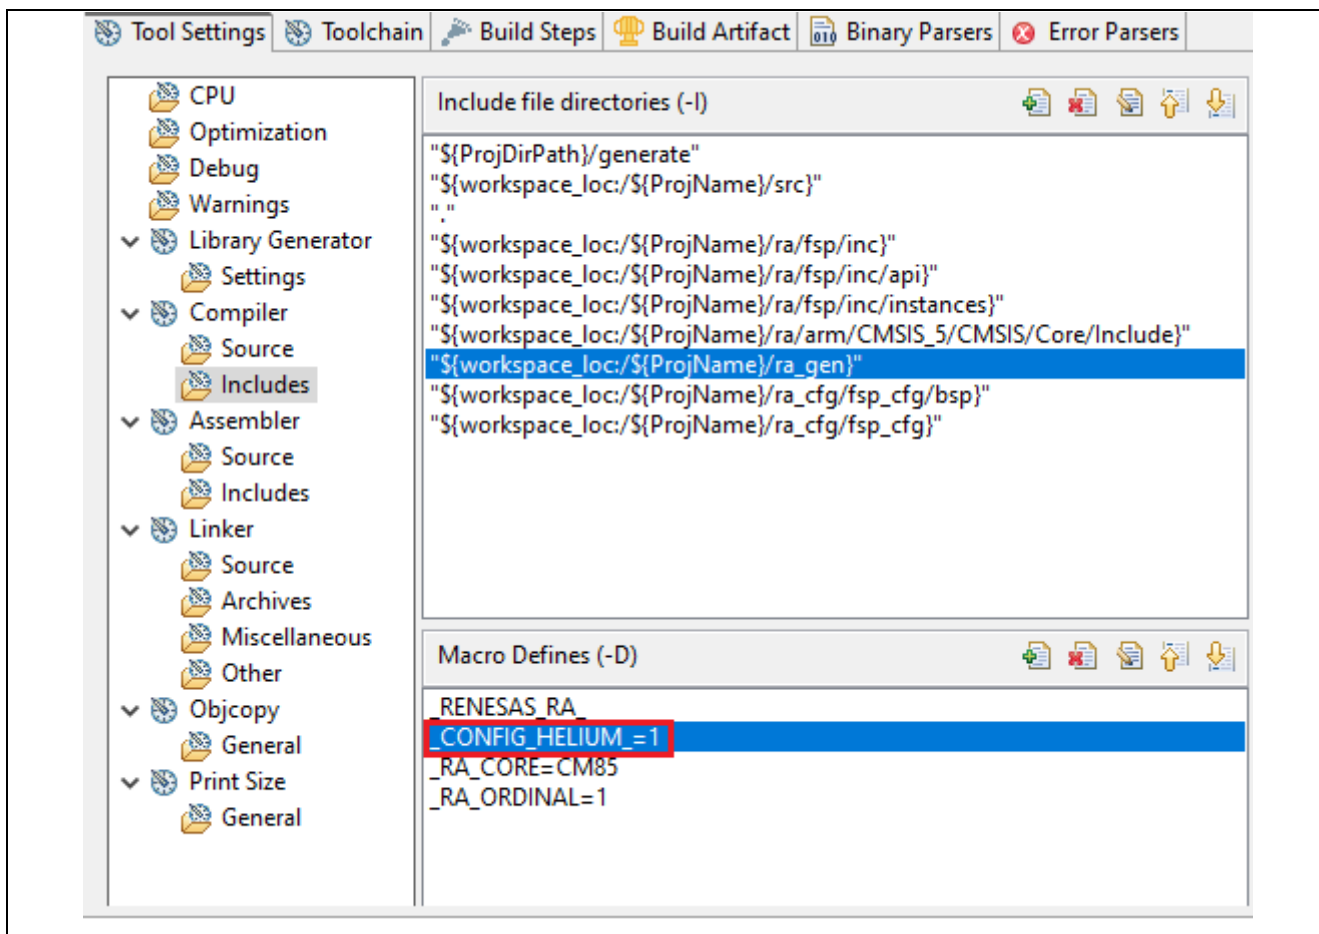 Tool Settings Toolchain Build Steps Build Artifact Binary Parsers Error Parsers
CPU
Optimization
Debug
Warnings
Library Generator
Settings
Compiler
Source
Includes
Assembler
Source
Includes
Linker
Source
Archives
Miscellaneous
Other
Objcopy
General
Print Size
General
Include file directories (-I)
"${ProjDirPath}/generate"
"${workspace_loc:/${ProjName}/src}"
"."
"${workspace_loc:/${ProjName}/ra/fsp/inc}"
"${workspace_loc:/${ProjName}/ra/fsp/inc/api}"
"${workspace_loc:/${ProjName}/ra/fsp/inc/instances}"
"${workspace_loc:/${ProjName}/ra/arm/CMSIS_5/CMSIS/Core/Include}"
"${workspace_loc:/${ProjName}/ra_gen}"
"${workspace_loc:/${ProjName}/ra_cfg/fsp_cfg/bsp}"
"${workspace_loc:/${ProjName}/ra_cfg/fsp_cfg}"
Macro Defines (-D)
_RENESAS_RA_
_CONFIG_HELIUM_=1
_RA_CORE=CM85
_RA_ORDINAL=1